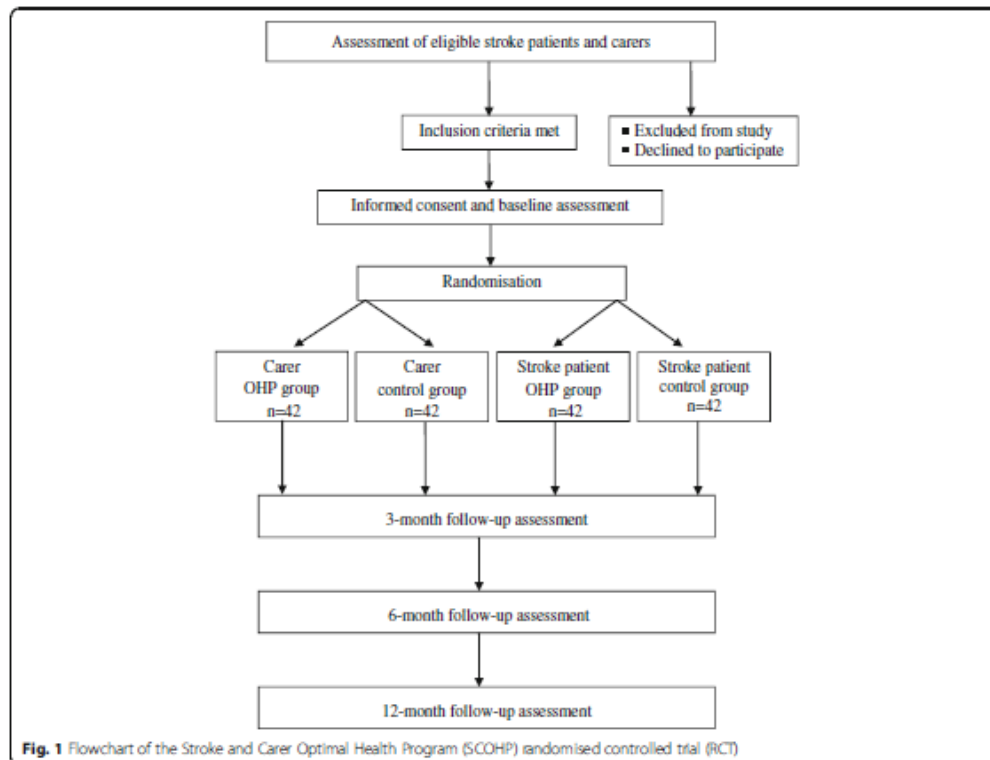 Assessment of eligible stroke patients and carers
Inclusion criteria met
▪ Excluded from study
▪ Declined to participate
Informed consent and baseline assessment
Randomisation
Carer
OHP group
n=42
Carer
control group
n=42
Stroke patient
OHP group
n=42
Stroke patient
control group
n=42
3-month follow-up assessment
6-month follow-up assessment
12-month follow-up assessment
Fig. 1 Flowchart of the Stroke and Carer Optimal Health Program (SCOHP) randomised controlled trial (RCT)